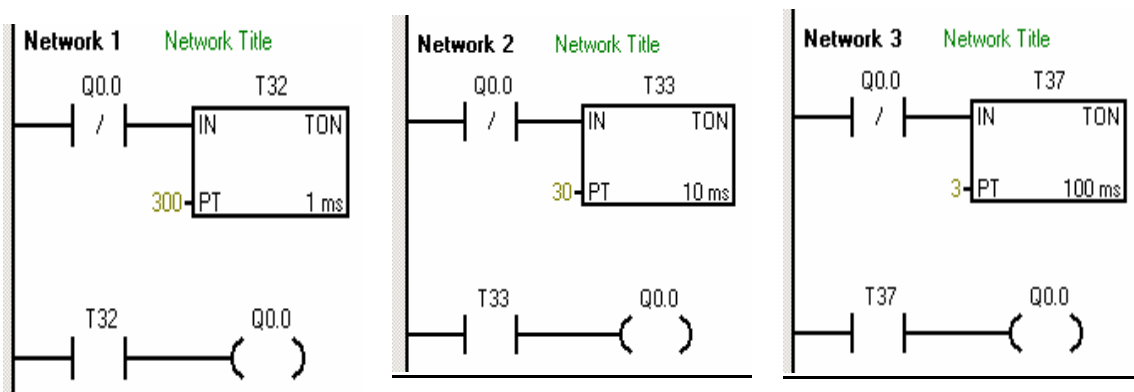 Network 1 Network Title
Q0.0 T32
/ IN TON
300 PT 1 ms
T32 Q0.0
Network 2 Network Title
Q0.0 T33
/ IN TON
30 PT 10 ms
T33 Q0.0
Network 3 Network Title
Q0.0 T37
/ IN TON
3 PT 100 ms
T37 Q0.0